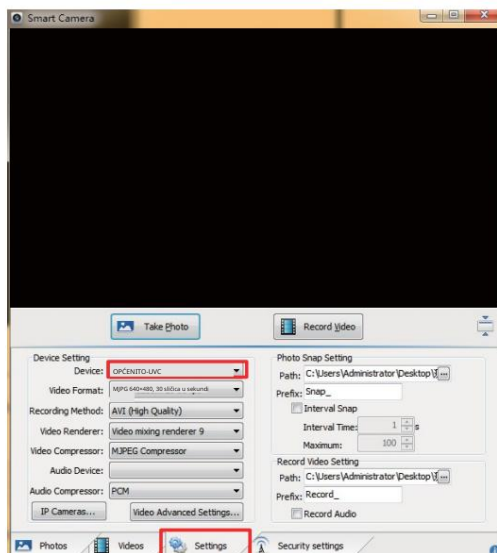 Smart Camera
Take Photo
Record Video
Device Setting
Device: OPĆENITO-UVC
Video Format: MJPG 640×480, 30 sličica u sekundi
Recording Method: AVI (High Quality)
Video Renderer: Video mixing renderer 9
Video Compressor: MJPEG Compressor
Audio Device:
Audio Compressor: PCM
IP Cameras...
Video Advanced Settings...
Photo Snap Setting
Path: C:\Users\Administrator\Desktop\
...
Prefix: Snap_
Interval Snap
Interval Time: 1 s
Maximum: 100
Record Video Setting
Path: C:\Users\Administrator\Desktop\
...
Prefix: Record_
Record Audio
Photos
Videos
Settings
Security settings